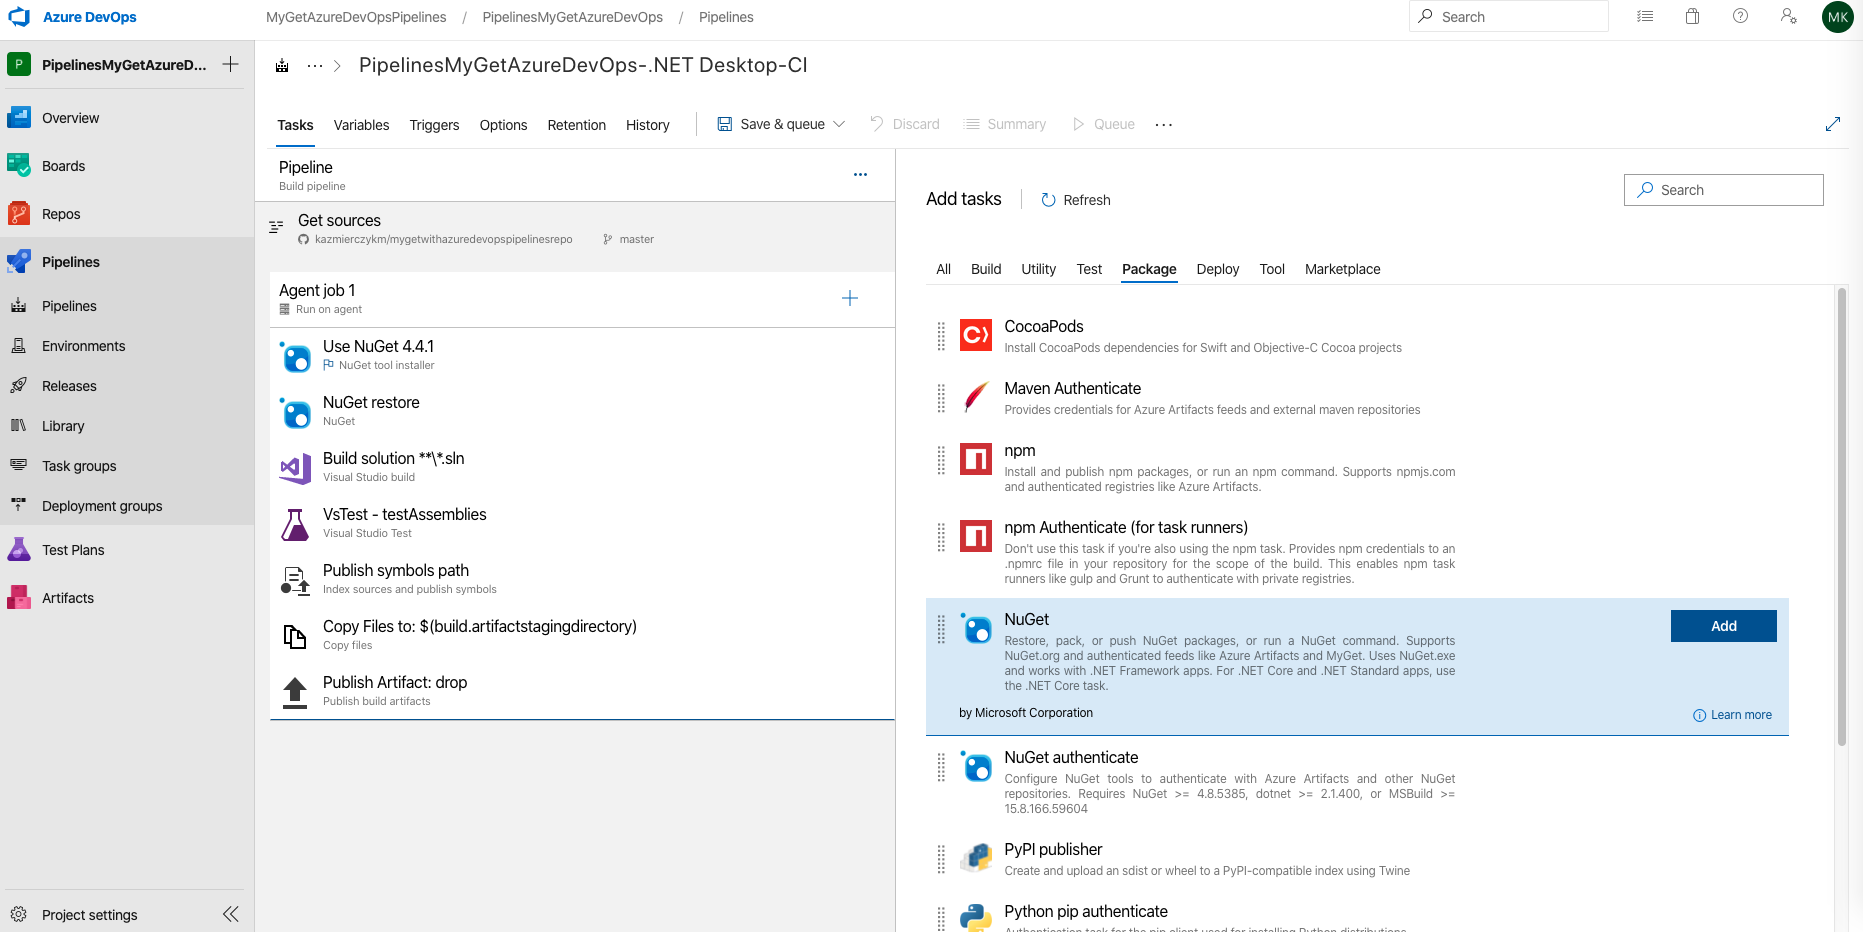 Azure DevOps
MyGetAzureDevOpsPipelines / PipelinesMyGetAzureDevOps / Pipelines
Search
MK
P PipelinesMyGetAzureD...
Overview
Boards
Repos
Pipelines
Pipelines
Environments
Releases
Library
Task groups
Deployment groups
Test Plans
Artifacts
Project settings
... > PipelinesMyGetAzureDevOps-.NET Desktop-CI
Tasks Variables Triggers Options Retention History Save & queue Discard Summary Queue ...
Pipeline
Build pipeline
...
Get sources
kazmierczykm/mygetwithazuredevopspipelinesrepo master
Agent job 1
Run on agent
Use NuGet 4.4.1
NuGet tool installer
NuGet restore
NuGet
Build solution **\*.sln
Visual Studio build
VsTest - testAssemblies
Visual Studio Test
Publish symbols path
Index sources and publish symbols
Copy Files to: $(build.artifactstagingdirectory)
Copy files
Publish Artifact: drop
Publish build artifacts
Add tasks Refresh
Search
All Build Utility Test Package Deploy Tool Marketplace
CocoaPods
Install CocoaPods dependencies for Swift and Objective-C Cocoa projects
Maven Authenticate
Provides credentials for Azure Artifacts feeds and external maven repositories
npm
Install and publish npm packages, or run an npm command. Supports npmjs.com
and authenticated registries like Azure Artifacts.
npm Authenticate (for task runners)
Don't use this task if you're also using the npm task. Provides npm credentials to an
.npmrc file in your repository for the scope of the build. This enables npm task
runners like gulp and Grunt to authenticate with private registries.
NuGet
Restore, pack, or push NuGet packages, or run a NuGet command. Supports
NuGet.org and authenticated feeds like Azure Artifacts and MyGet. Uses NuGet.exe
and works with .NET Framework apps. For .NET Core and .NET Standard apps, use
the .NET Core task.
Add
by Microsoft Corporation
Learn more
NuGet authenticate
Configure NuGet tools to authenticate with Azure Artifacts and other NuGet
repositories. Requires NuGet >= 4.8.5385, dotnet >= 2.1.400, or MSBuild >=
15.8.166.59604
PyPI publisher
Create and upload an sdist or wheel to a PyPI-compatible index using Twine
Python pip authenticate
Authentication task for the pip client used for installing Python distributions